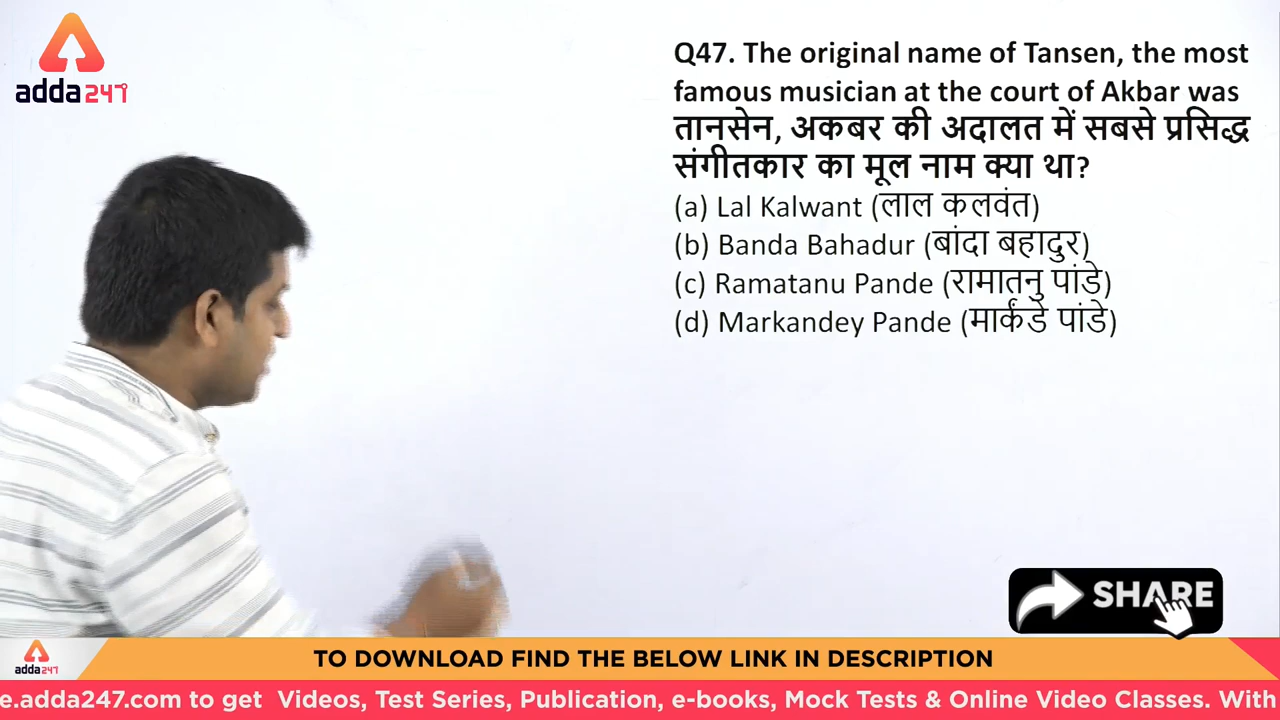 adda247
Q47. The original name of Tansen, the most
famous musician at the court of Akbar was
तानसेन, अकबर की अदालत में सबसे प्रसिद्ध
संगीतकार का मूल नाम क्या था?
(a) Lal Kalwant (लाल कलवंत)
(b) Banda Bahadur (बांदा बहादुर)
(c) Ramatanu Pande (रामातनु पांडे)
(d) Markandey Pande (मार्कंडे पांडे)
SHARE
adda247
TO DOWNLOAD FIND THE BELOW LINK IN DESCRIPTION
e.adda247.com to get Videos, Test Series, Publication, e-books, Mock Tests & Online Video Classes. With